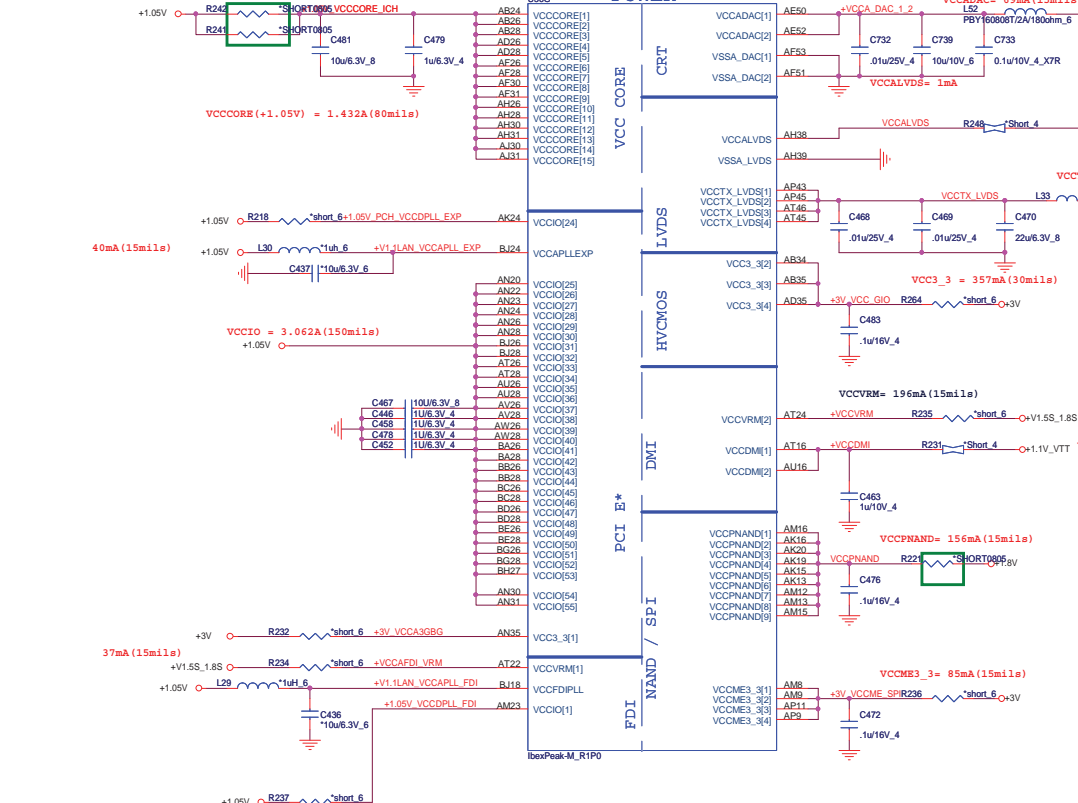 POWER
VCCADAC= 69mA(15mils)
+1.05V
R242
*SHORT0805
+1.05V_VCCCORE_ICH
R241
*SHORT0805
C481
10u/6.3V_8
C479
1u/6.3V_4
VCCCORE(+1.05V) = 1.432A(80mils)
AB24 VCCCORE[1]
AB26 VCCCORE[2]
AB28 VCCCORE[3]
AD26 VCCCORE[4]
AD28 VCCCORE[5]
AF26 VCCCORE[6]
AF28 VCCCORE[7]
AF30 VCCCORE[8]
AF31 VCCCORE[9]
AH26 VCCCORE[10]
AH28 VCCCORE[11]
AH30 VCCCORE[12]
AH31 VCCCORE[13]
AJ30 VCCCORE[14]
AJ31 VCCCORE[15]
VCC CORE
CRT
VCCADAC[1] AE50
VCCADAC[2] AE52
VSSA_DAC[1] AF53
VSSA_DAC[2] AF51
+VCCA_DAC_1_2
L52
PBY160808T/2A/180ohm_6
C732
.01u/25V_4
C739
10u/10V_6
C733
0.1u/10V_4_X7R
VCCALVDS= 1mA
VCCALVDS AH38
VCCALVDS
R248
*Short_4
VSSA_LVDS AH39
LVDS
VCCTX_LVDS[1] AP43
VCCTX_LVDS[2] AP45
VCCTX_LVDS[3] AT46
VCCTX_LVDS[4] AT45
VCCTX_LVDS
L33
C468
.01u/25V_4
C469
.01u/25V_4
C470
22u/6.3V_8
+1.05V
R218
*short_6
+1.05V_PCH_VCCDPLL_EXP
AK24 VCCIO[24]
40mA(15mils)
+1.05V
L30
*1uh_6
+V1.1LAN_VCCAPLL_EXP
BJ24 VCCAPLLEXP
C437
*10u/6.3V_6
HVCMOS
VCC3_3[2] AB34
VCC3_3[3] AB35
VCC3_3[4] AD35
VCC3_3 = 357mA(30mils)
+3V_VCC_GIO
R264
*short_6
+3V
C483
.1u/16V_4
VCCIO = 3.062A(150mils)
+1.05V
AN20 VCCIO[25]
AN22 VCCIO[26]
AN23 VCCIO[27]
AN24 VCCIO[28]
AN26 VCCIO[29]
AN28 VCCIO[30]
BJ26 VCCIO[31]
BJ28 VCCIO[32]
AT26 VCCIO[33]
AT28 VCCIO[34]
AU26 VCCIO[35]
AU28 VCCIO[36]
AV26 VCCIO[37]
AV28 VCCIO[38]
AW26 VCCIO[39]
AW28 VCCIO[40]
BA26 VCCIO[41]
BA28 VCCIO[42]
BB26 VCCIO[43]
BB28 VCCIO[44]
BC26 VCCIO[45]
BC28 VCCIO[46]
BD26 VCCIO[47]
BD28 VCCIO[48]
BE26 VCCIO[49]
BE28 VCCIO[50]
BG26 VCCIO[51]
BG28 VCCIO[52]
BH27 VCCIO[53]
AN30 VCCIO[54]
AN31 VCCIO[55]
C467 10U/6.3V_8
C446 1U/6.3V_4
C458 1U/6.3V_4
C478 1U/6.3V_4
C452 1U/6.3V_4
PCI E*
DMI
VCCVRM= 196mA(15mils)
VCCVRM[2] AT24
+VCCVRM
R235
*short_6
+V1.5S_1.8S
VCCDMI[1] AT16
VCCDMI[2] AU16
+VCCDMI
R231
*Short_4
+1.1V_VTT
C463
1u/10V_4
NAND / SPI
VCCPNAND= 156mA(15mils)
VCCPNAND[1] AM16
VCCPNAND[2] AK16
VCCPNAND[3] AK20
VCCPNAND[4] AK19
VCCPNAND[5] AK15
VCCPNAND[6] AK13
VCCPNAND[7] AM12
VCCPNAND[8] AM13
VCCPNAND[9] AM15
VCCPNAND
R221
*SHORT0805
+1.8V
C476
.1u/16V_4
+3V
R232
*short_6
+3V_VCCA3GBG
AN35 VCC3_3[1]
37mA(15mils)
+V1.5S_1.8S
R234
*short_6
+VCCAFDI_VRM
AT22 VCCVRM[1]
+1.05V
L29
*1uH_6
+V1.1LAN_VCCAPLL_FDI
BJ18 VCCFDIPLL
+1.05V_VCCDPLL_FDI
AM23 VCCIO[1]
C436
*10u/6.3V_6
FDI
VCCME3_3= 85mA(15mils)
VCCME3_3[1] AM8
VCCME3_3[2] AM9
VCCME3_3[3] AP11
VCCME3_3[4] AP9
+3V_VCCME_SPI
R236
*short_6
+3V
C472
.1u/16V_4
IbexPeak-M_R1P0
+1.05V
R237
*short_6